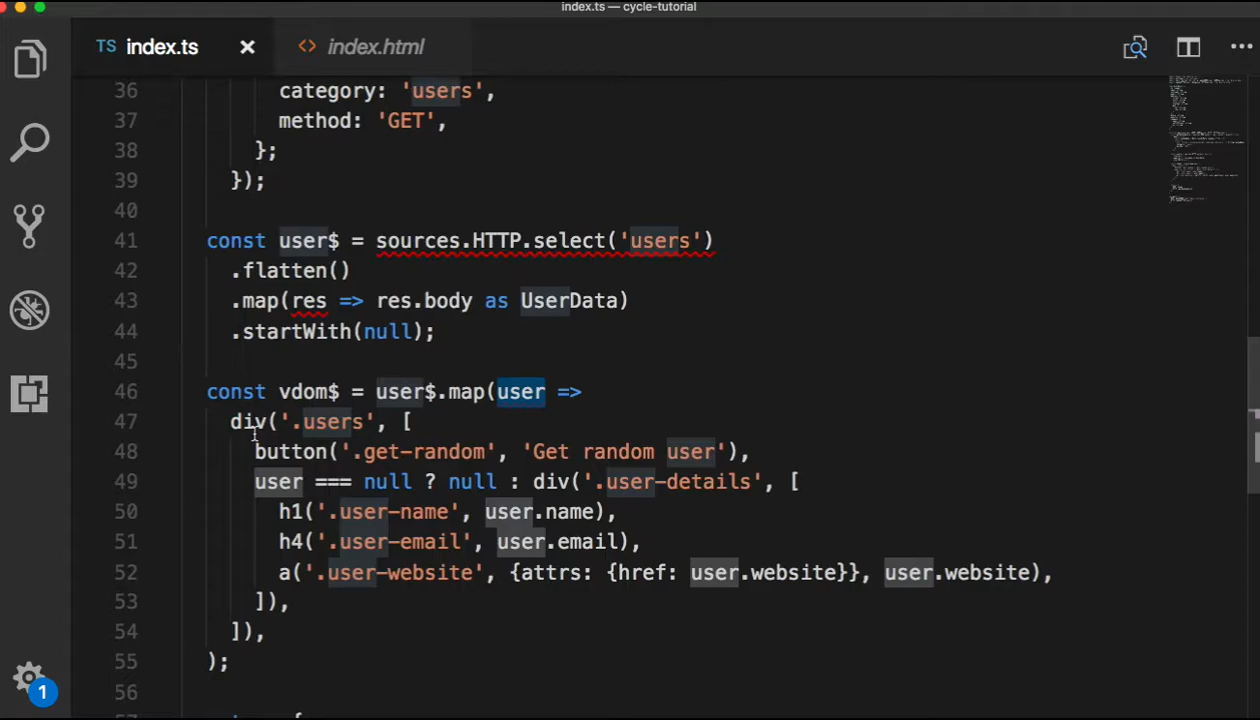 index.ts — cycle-tutorial
TS index.ts × <> index.html ...
36 category: 'users',
37 method: 'GET',
38 };
39 });
40
41 const user$ = sources.HTTP.select('users')
42 .flatten()
43 .map(res => res.body as UserData)
44 .startWith(null);
45
46 const vdom$ = user$.map(user =>
47 div('.users', [
48 button('.get-random', 'Get random user'),
49 user === null ? null : div('.user-details', [
50 h1('.user-name', user.name),
51 h4('.user-email', user.email),
52 a('.user-website', {attrs: {href: user.website}}, user.website),
53 ]),
54 ]),
55 );
56
1